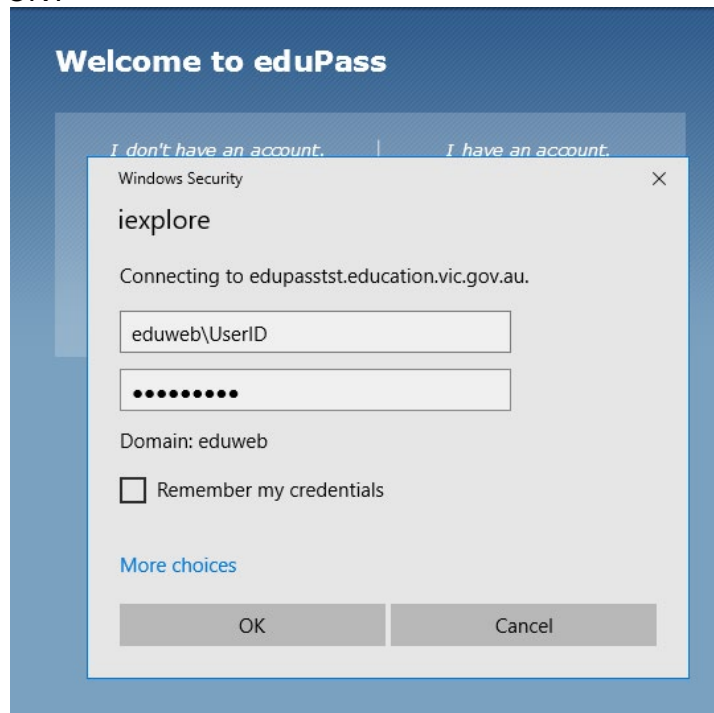 Welcome to eduPass
I don't have an account. | I have an account.
Windows Security
iexplore
Connecting to edupasstst.education.vic.gov.au.
eduweb\UserID
•••••••••
Domain: eduweb
Remember my credentials
More choices
OK Cancel